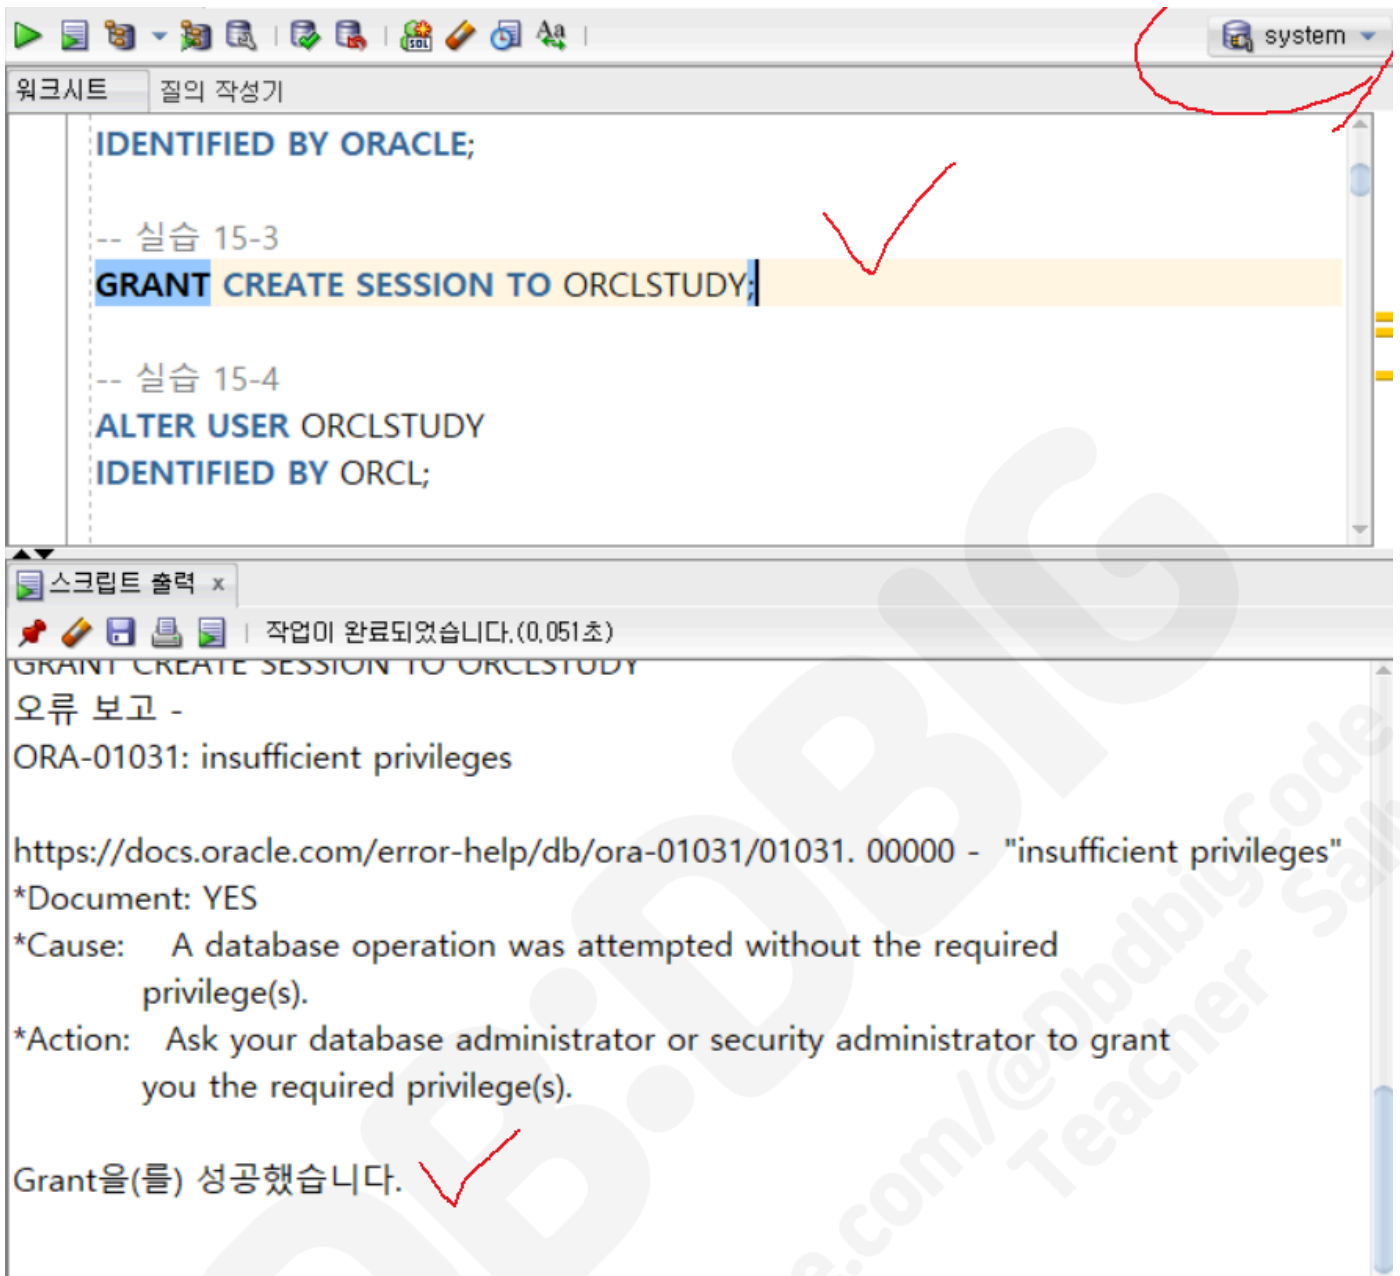 system
워크시트 질의 작성기
IDENTIFIED BY ORACLE;
-- 실습 15-3
GRANT CREATE SESSION TO ORCLSTUDY;
-- 실습 15-4
ALTER USER ORCLSTUDY
IDENTIFIED BY ORCL;
스크립트 출력 x
작업이 완료되었습니다.(0,051초)
GRANT CREATE SESSION TO ORCLSTUDY
오류 보고 -
ORA-01031: insufficient privileges
https://docs.oracle.com/error-help/db/ora-01031/01031. 00000 - "insufficient privileges"
*Document: YES
*Cause: A database operation was attempted without the required
privilege(s).
*Action: Ask your database administrator or security administrator to grant
you the required privilege(s).
Grant을(를) 성공했습니다.
DB:DBIG
e.com/@Dbdbig Code
Teacher